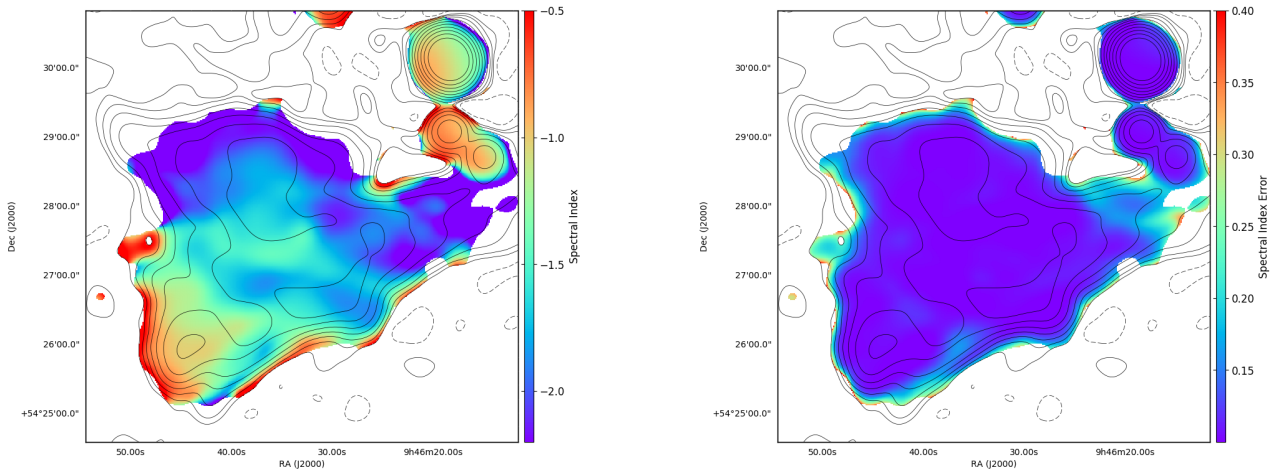 30'00.0"
29'00.0"
28'00.0"
27'00.0"
26'00.0"
+54°25'00.0"
Dec (J2000)
50.00s 40.00s 30.00s 9h46m20.00s
RA (J2000)
−0.5
−1.0
−1.5
−2.0
Spectral Index
30'00.0"
29'00.0"
28'00.0"
27'00.0"
26'00.0"
+54°25'00.0"
Dec (J2000)
50.00s 40.00s 30.00s 9h46m20.00s
RA (J2000)
0.40
0.35
0.30
0.25
0.20
0.15
Spectral Index Error